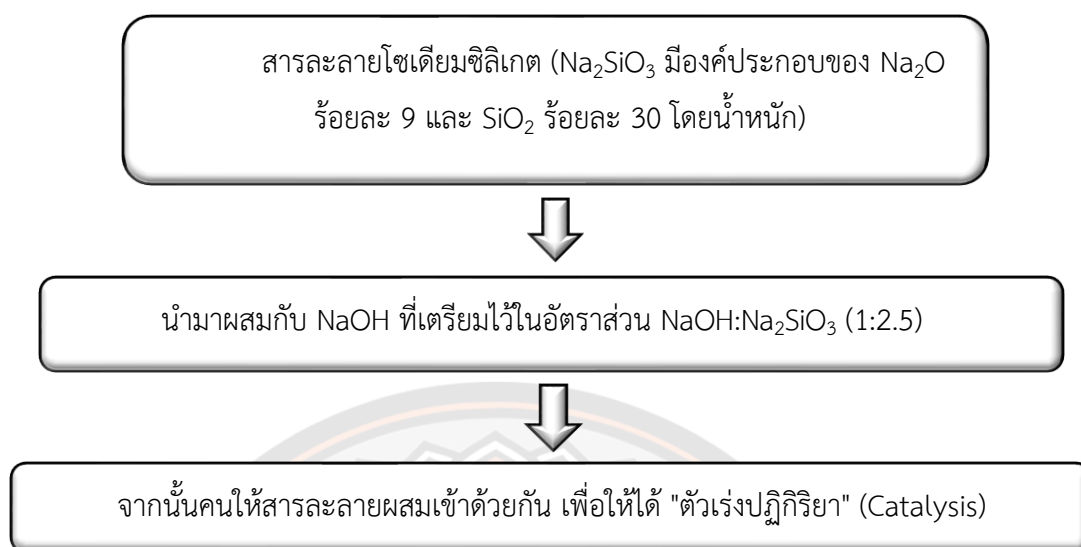 สารละลายโซเดียมซิลิเกต (Na₂SiO₃ มีองค์ประกอบของ Na₂O
ร้อยละ 9 และ SiO₂ ร้อยละ 30 โดยน้ำหนัก)
นำมาผสมกับ NaOH ที่เตรียมไว้ในอัตราส่วน NaOH:Na₂SiO₃ (1:2.5)
จากนั้นคนให้สารละลายผสมเข้าด้วยกัน เพื่อให้ได้ "ตัวเร่งปฏิกิริยา" (Catalysis)